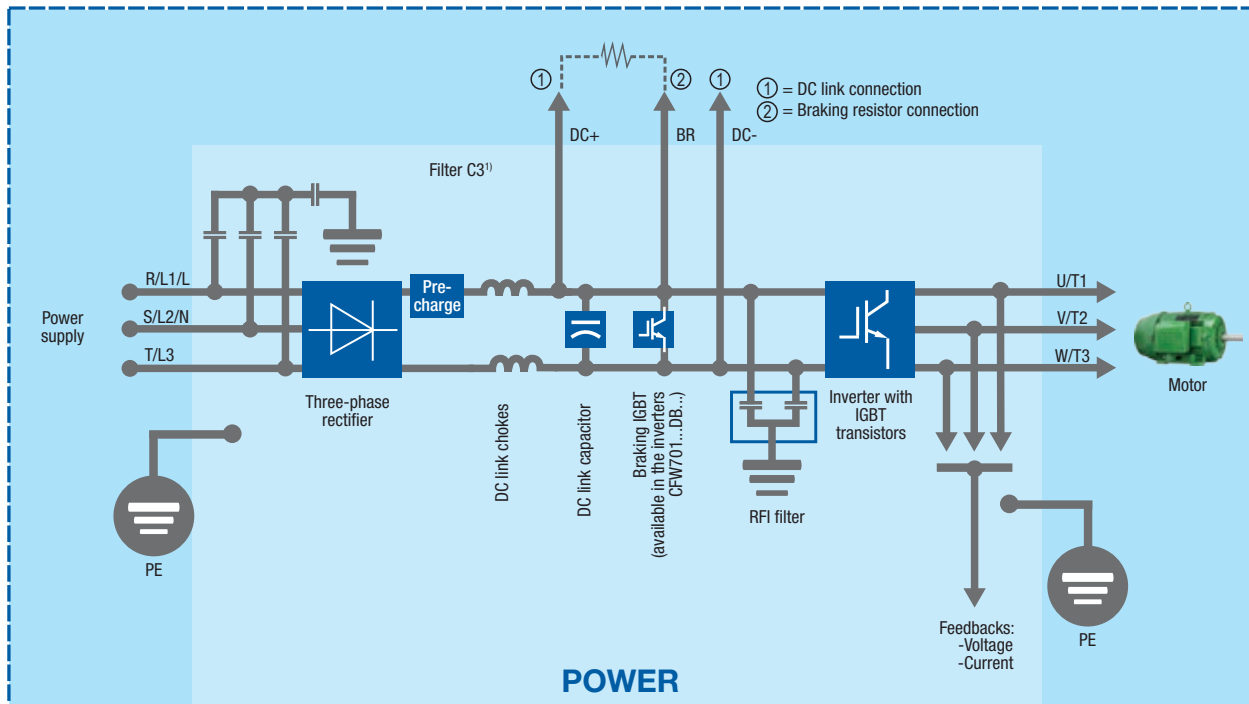 ① ② ①
① = DC link connection
② = Braking resistor connection
DC+ BR DC-
Filter C3¹⁾
Power
supply
R/L1/L
S/L2/N
T/L3
Pre-
charge
U/T1
V/T2
W/T3
Motor
Three-phase
rectifier
DC link chokes
DC link capacitor
Braking IGBT
(available in the inverters
CFW701...DB...)
RFI filter
Inverter with
IGBT
transistors
PE
Feedbacks:
-Voltage
-Current
PE
POWER